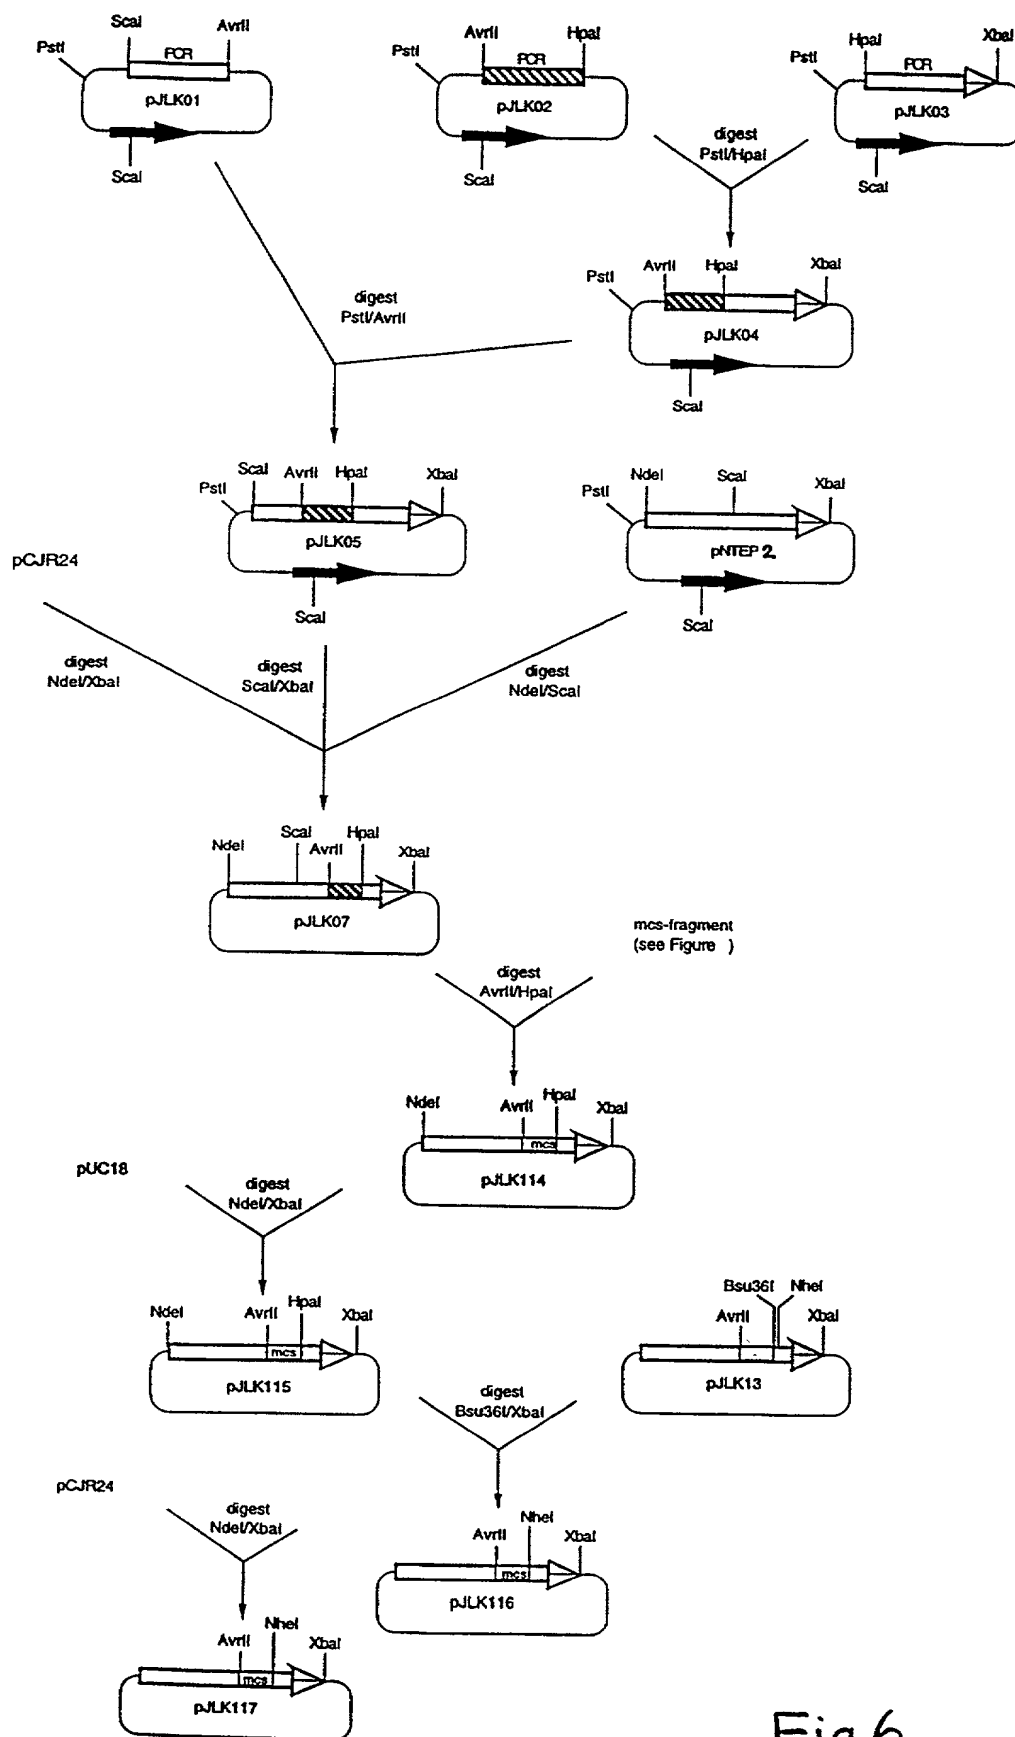 ScaI AvrII
PstI PCR
pJLK01
ScaI
AvrII HpaI
PstI PCR
pJLK02
ScaI
HpaI XbaI
PstI PCR
pJLK03
ScaI
digest
PstI/HpaI
AvrII HpaI XbaI
PstI
pJLK04
ScaI
digest
PstI/AvrII
ScaI AvrII HpaI XbaI
PstI
pJLK05
ScaI
NdeI ScaI XbaI
PstI
pNTEP 2
ScaI
pCJR24
digest
NdeI/XbaI
digest
ScaI/XbaI
digest
NdeI/ScaI
NdeI ScaI AvrII HpaI XbaI
pJLK07
mcs-fragment
(see Figure )
digest
AvrII/HpaI
NdeI AvrII HpaI XbaI
mcs
pJLK114
pUC18
digest
NdeI/XbaI
NdeI AvrII HpaI XbaI
mcs
pJLK115
Bsu36I NheI
AvrII XbaI
pJLK13
digest
Bsu36I/XbaI
pCJR24
digest
NdeI/XbaI
AvrII NheI XbaI
mcs
pJLK116
AvrII NheI XbaI
mcs
pJLK117
Fig 6